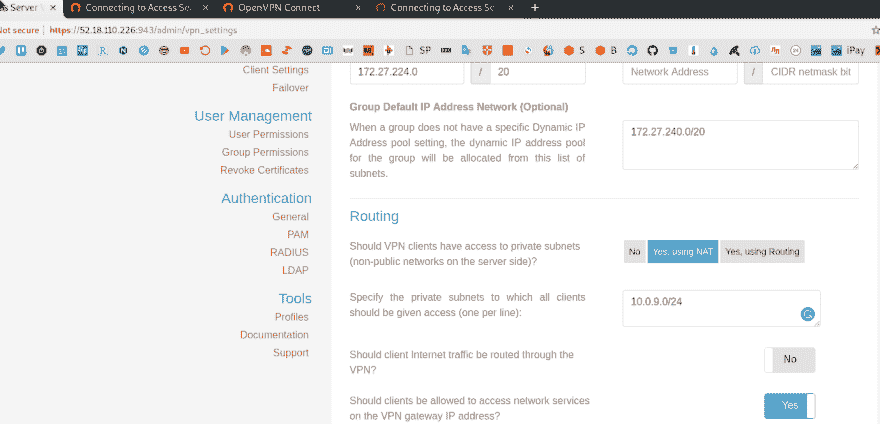 ss Server
Connecting to Access Se
OpenVPN Connect
Connecting to Access Se
Not secure
https://52.18.110.226:943/admin/vpn_settings
SP
S
B
iPay
Client Settings
Failover
User Management
User Permissions
Group Permissions
Revoke Certificates
Authentication
General
PAM
RADIUS
LDAP
Tools
Profiles
Documentation
Support
172.27.224.0 / 20
Network Address / CIDR netmask bit
Group Default IP Address Network (Optional)
When a group does not have a specific Dynamic IP
Address pool setting, the dynamic IP address pool
for the group will be allocated from this list of
subnets.
172.27.240.0/20
Routing
Should VPN clients have access to private subnets
(non-public networks on the server side)?
No Yes, using NAT Yes, using Routing
Specify the private subnets to which all clients
should be given access (one per line):
10.0.9.0/24
Should client Internet traffic be routed through the
VPN?
No
Should clients be allowed to access network services
on the VPN gateway IP address?
Yes